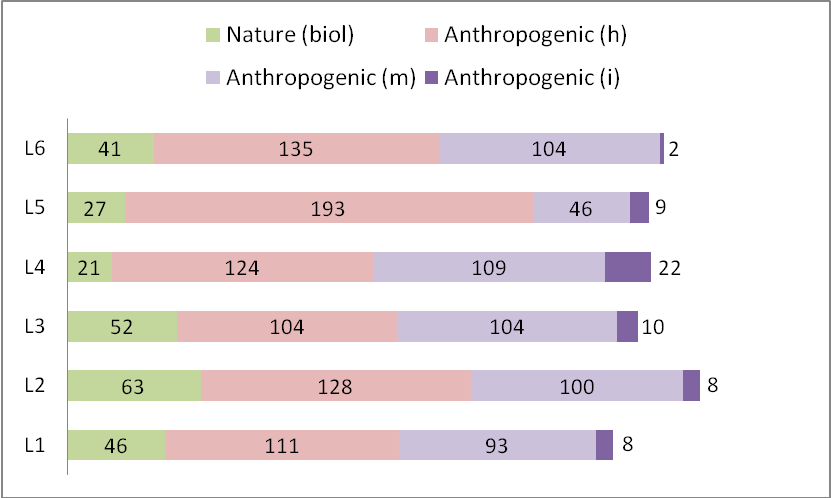 Nature (biol) Anthropogenic (h)
Anthropogenic (m) Anthropogenic (i)
L6 41 135 104 2
L5 27 193 46 9
L4 21 124 109 22
L3 52 104 104 10
L2 63 128 100 8
L1 46 111 93 8